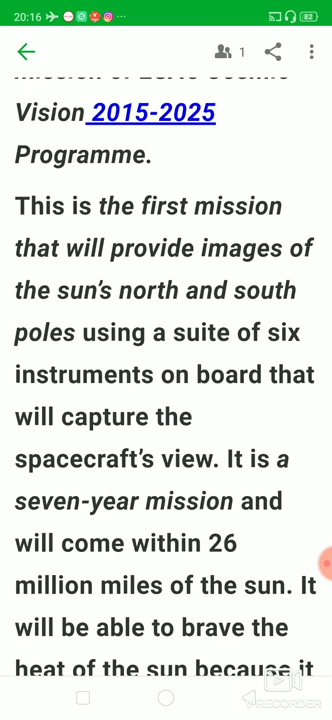 20:16
82
1
Vision 2015-2025
Programme.
This is the first mission
that will provide images of
the sun's north and south
poles using a suite of six
instruments on board that
will capture the
spacecraft's view. It is a
seven-year mission and
will come within 26
million miles of the sun. It
will be able to brave the
heat of the sun because it
RECORDER